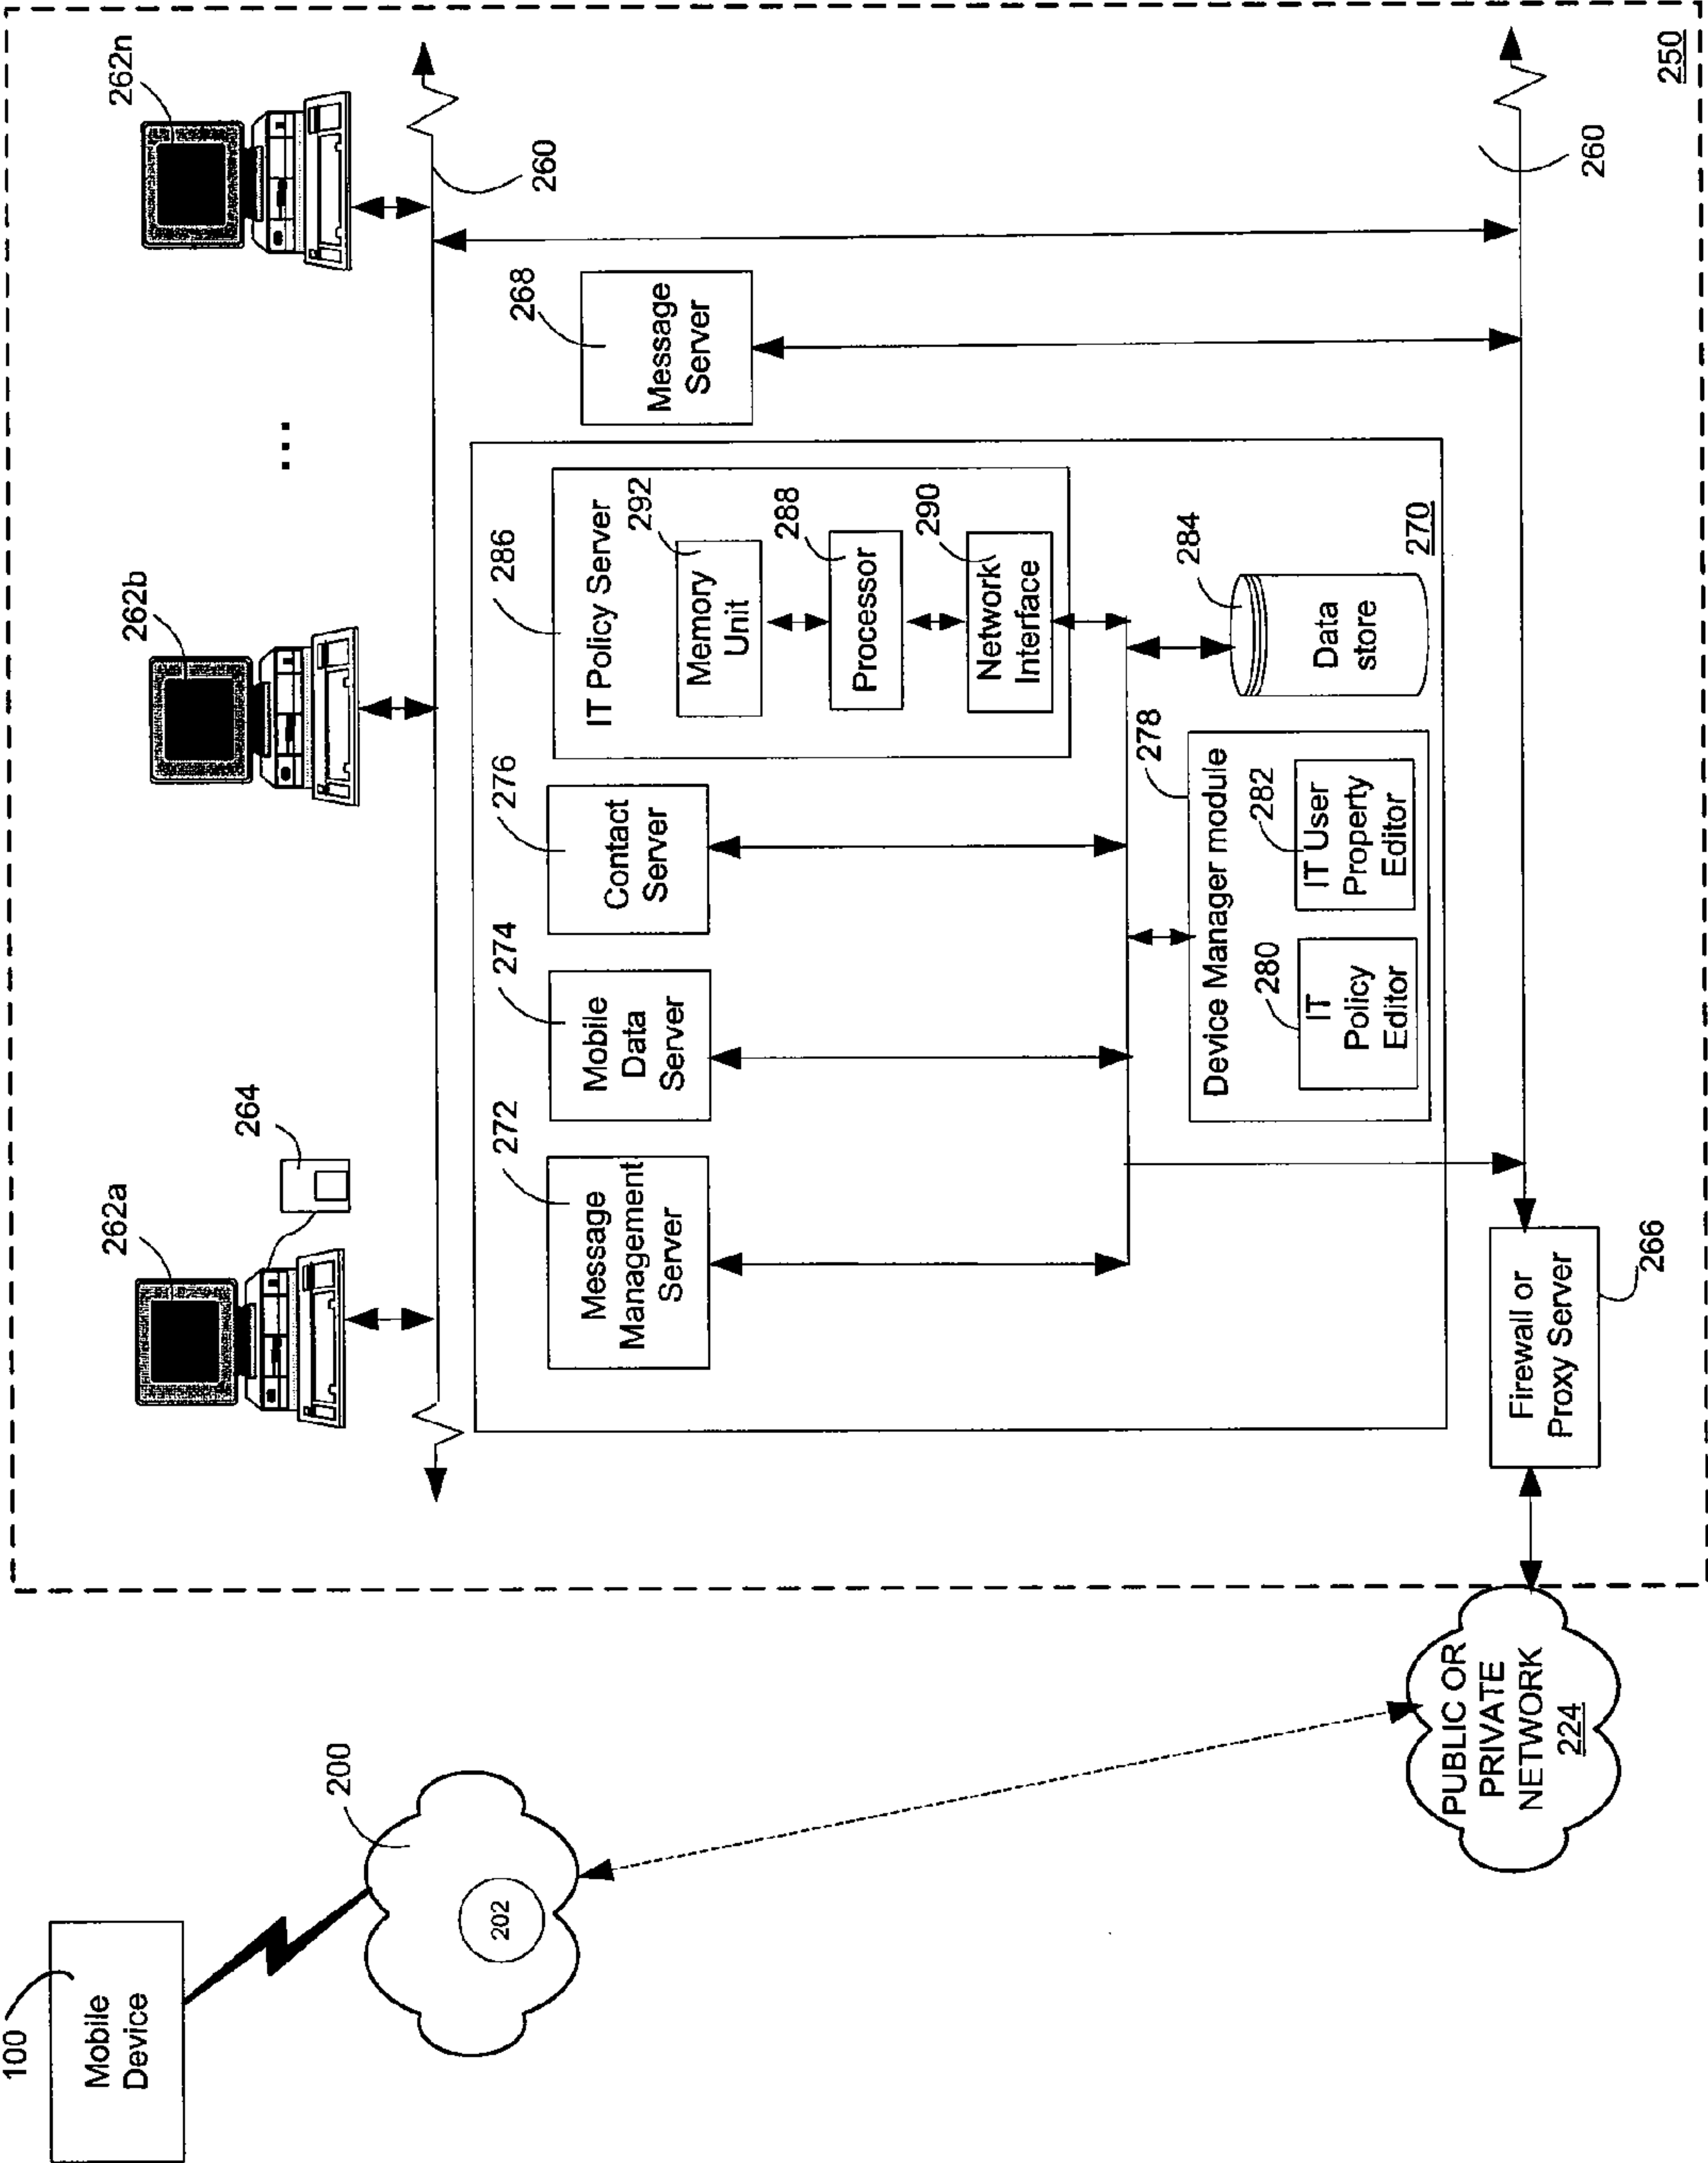 100
Mobile
Device
200
202
PUBLIC OR
PRIVATE
NETWORK
224
262a
264
262b
...
262n
260
272
Message
Management
Server
274
Mobile
Data
Server
276
Contact
Server
286
IT Policy Server
292
Memory
Unit
288
Processor
290
Network
Interface
268
Message
Server
278
Device Manager module
280
IT
Policy
Editor
282
IT User
Property
Editor
284
Data
store
270
Firewall or
Proxy Server
266
260
250